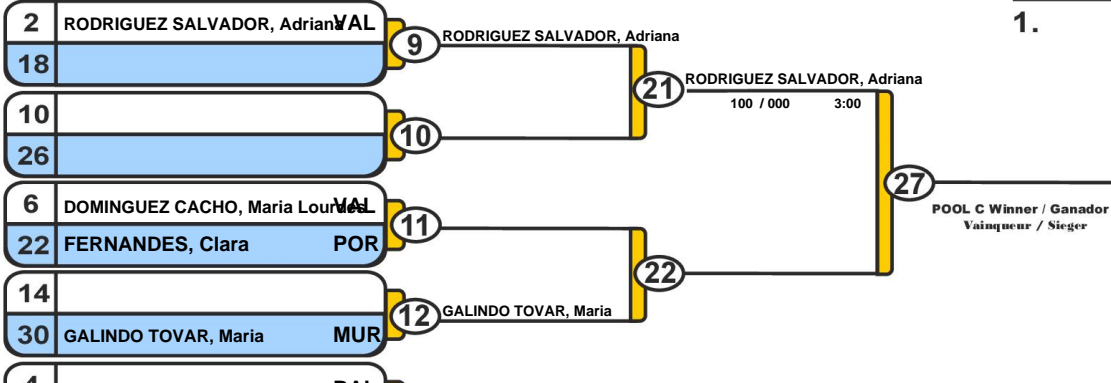 1.
2 RODRIGUEZ SALVADOR, Adriana VAL
18
9 RODRIGUEZ SALVADOR, Adriana
21 RODRIGUEZ SALVADOR, Adriana
100 / 000 3:00
10
26
10
6 DOMINGUEZ CACHO, Maria Lourdes VAL
22 FERNANDES, Clara POR
11
27
POOL C Winner / Ganador
Vainqueur / Sieger
22
14
30 GALINDO TOVAR, Maria MUR
12 GALINDO TOVAR, Maria